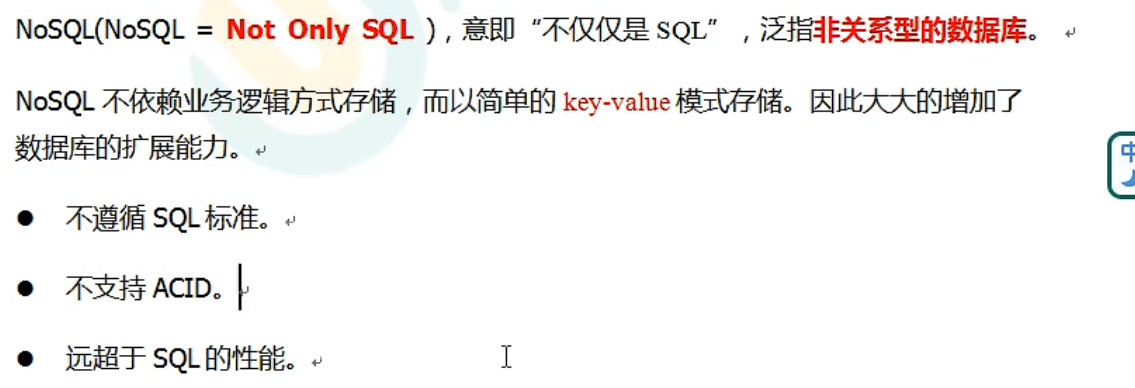 NoSQL(NoSQL = Not Only SQL )，意即“不仅仅是 SQL”，泛指非关系型的数据库。
NoSQL 不依赖业务逻辑方式存储，而以简单的 key-value 模式存储。因此大大的增加了
数据库的扩展能力。
● 不遵循 SQL 标准。
● 不支持 ACID。
● 远超于 SQL 的性能。
中